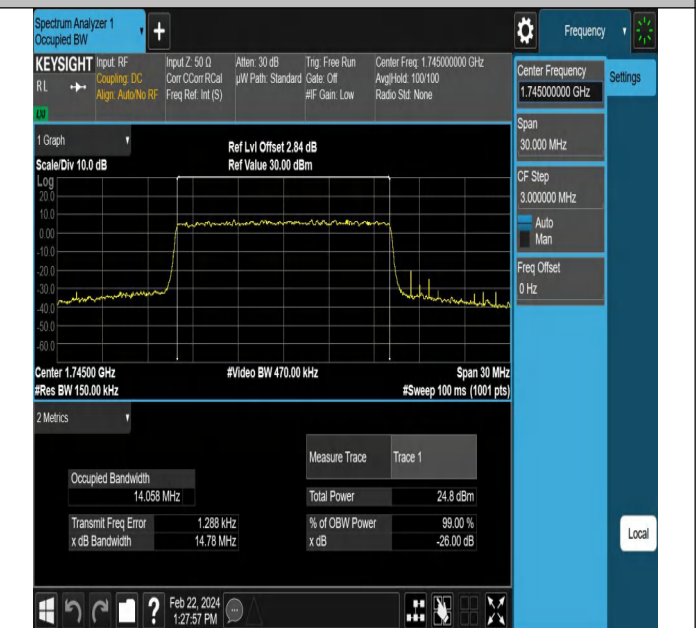 Spectrum Analyzer 1
Occupied BW
Frequency
KEYSIGHT Input: RF Input Z: 50 Ω Atten: 30 dB Trig: Free Run Center Freq: 1.745000000 GHz
RL Coupling: DC Corr CCorr RCal µW Path: Standard Gate: Off Avg|Hold: 100/100
Align: Auto/No RF Freq Ref: Int (S) #IF Gain: Low Radio Std: None
LXI
Center Frequency
1.745000000 GHz
Settings
Span
30.000 MHz
CF Step
3.000000 MHz
Auto
Man
Freq Offset
0 Hz
1 Graph
Ref Lvl Offset 2.84 dB
Scale/Div 10.0 dB Ref Value 30.00 dBm
Log
20.0
10.0
0.00
-10.0
-20.0
-30.0
-40.0
-50.0
-60.0
Center 1.74500 GHz #Video BW 470.00 kHz Span 30 MHz
#Res BW 150.00 kHz #Sweep 100 ms (1001 pts)
2 Metrics
Measure Trace Trace 1
Occupied Bandwidth
14.058 MHz
Total Power 24.8 dBm
Transmit Freq Error 1.288 kHz % of OBW Power 99.00 %
x dB Bandwidth 14.78 MHz x dB -26.00 dB
Local
? Feb 22, 2024
1:27:57 PM